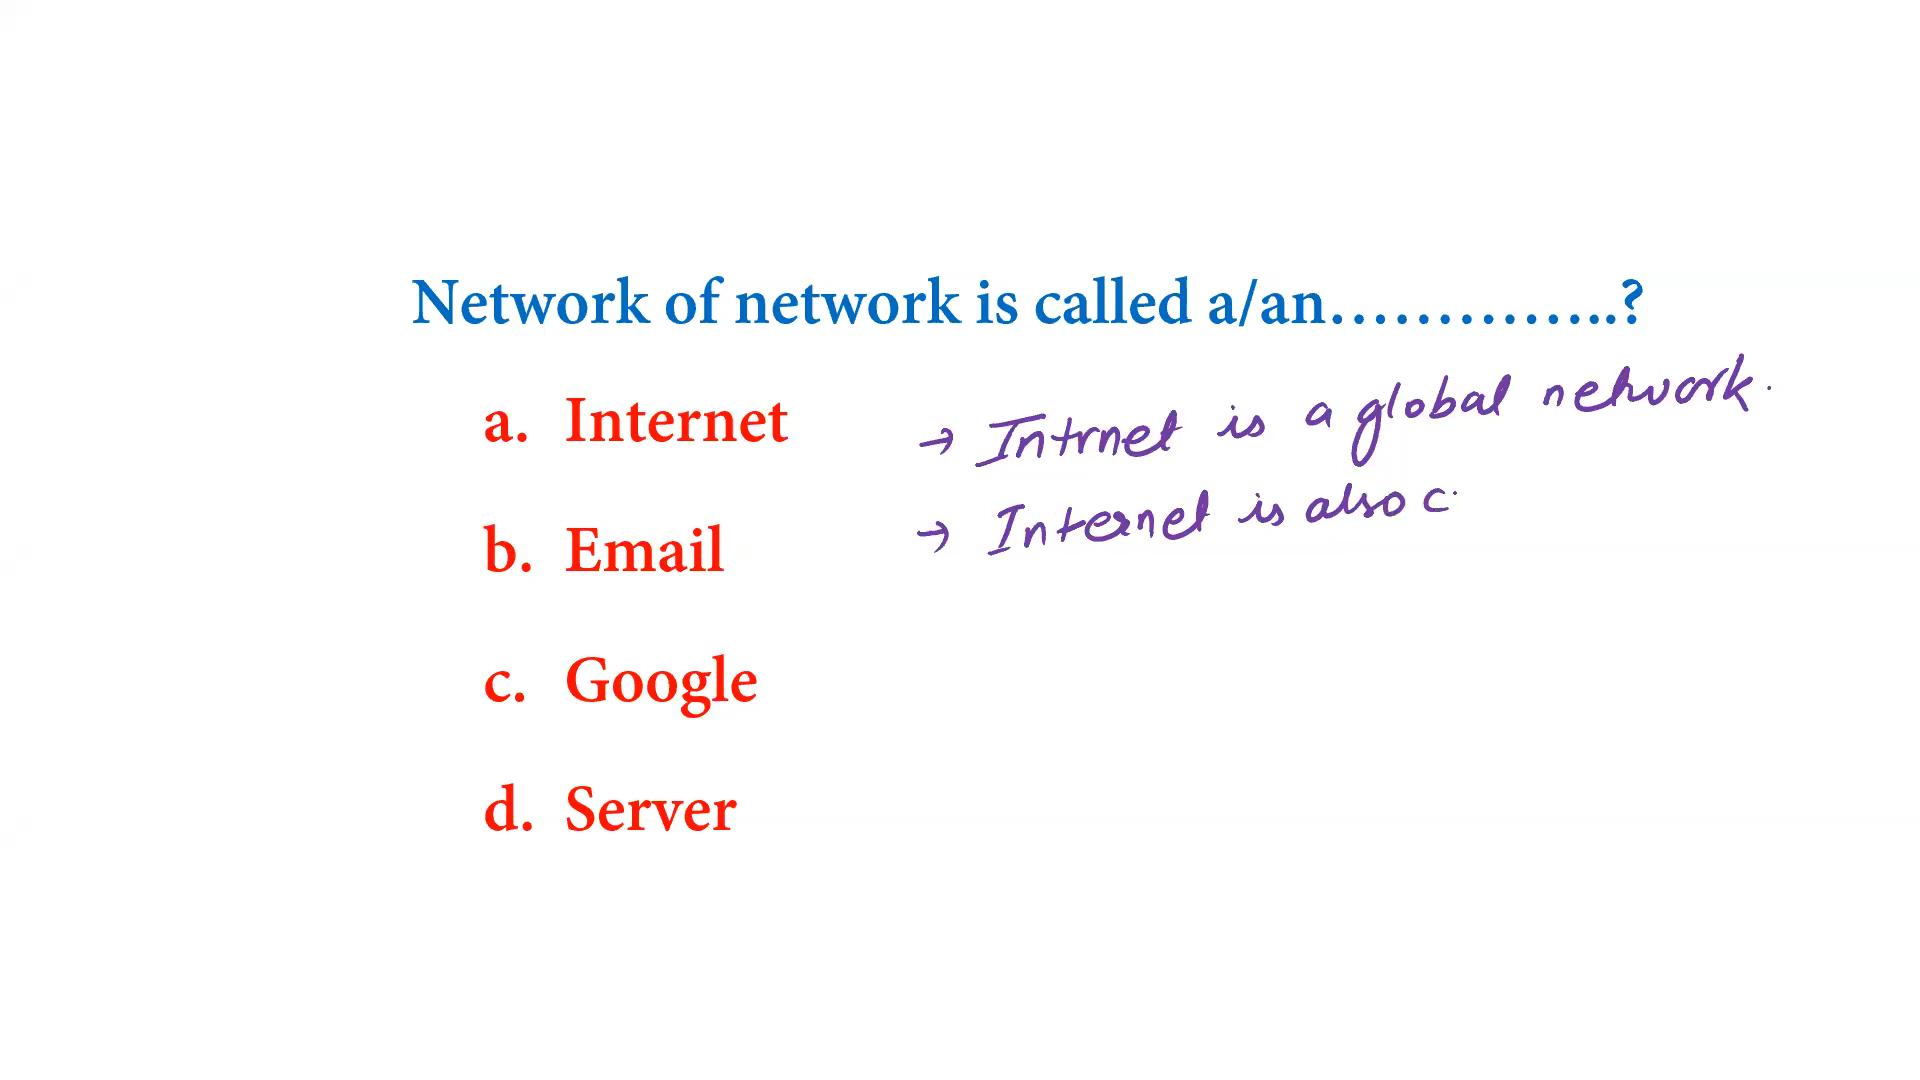 Network of network is called a/an…………..?
a. Internet
→ Intrnet is a global network.
b. Email
→ Internet is also c
c. Google
d. Server